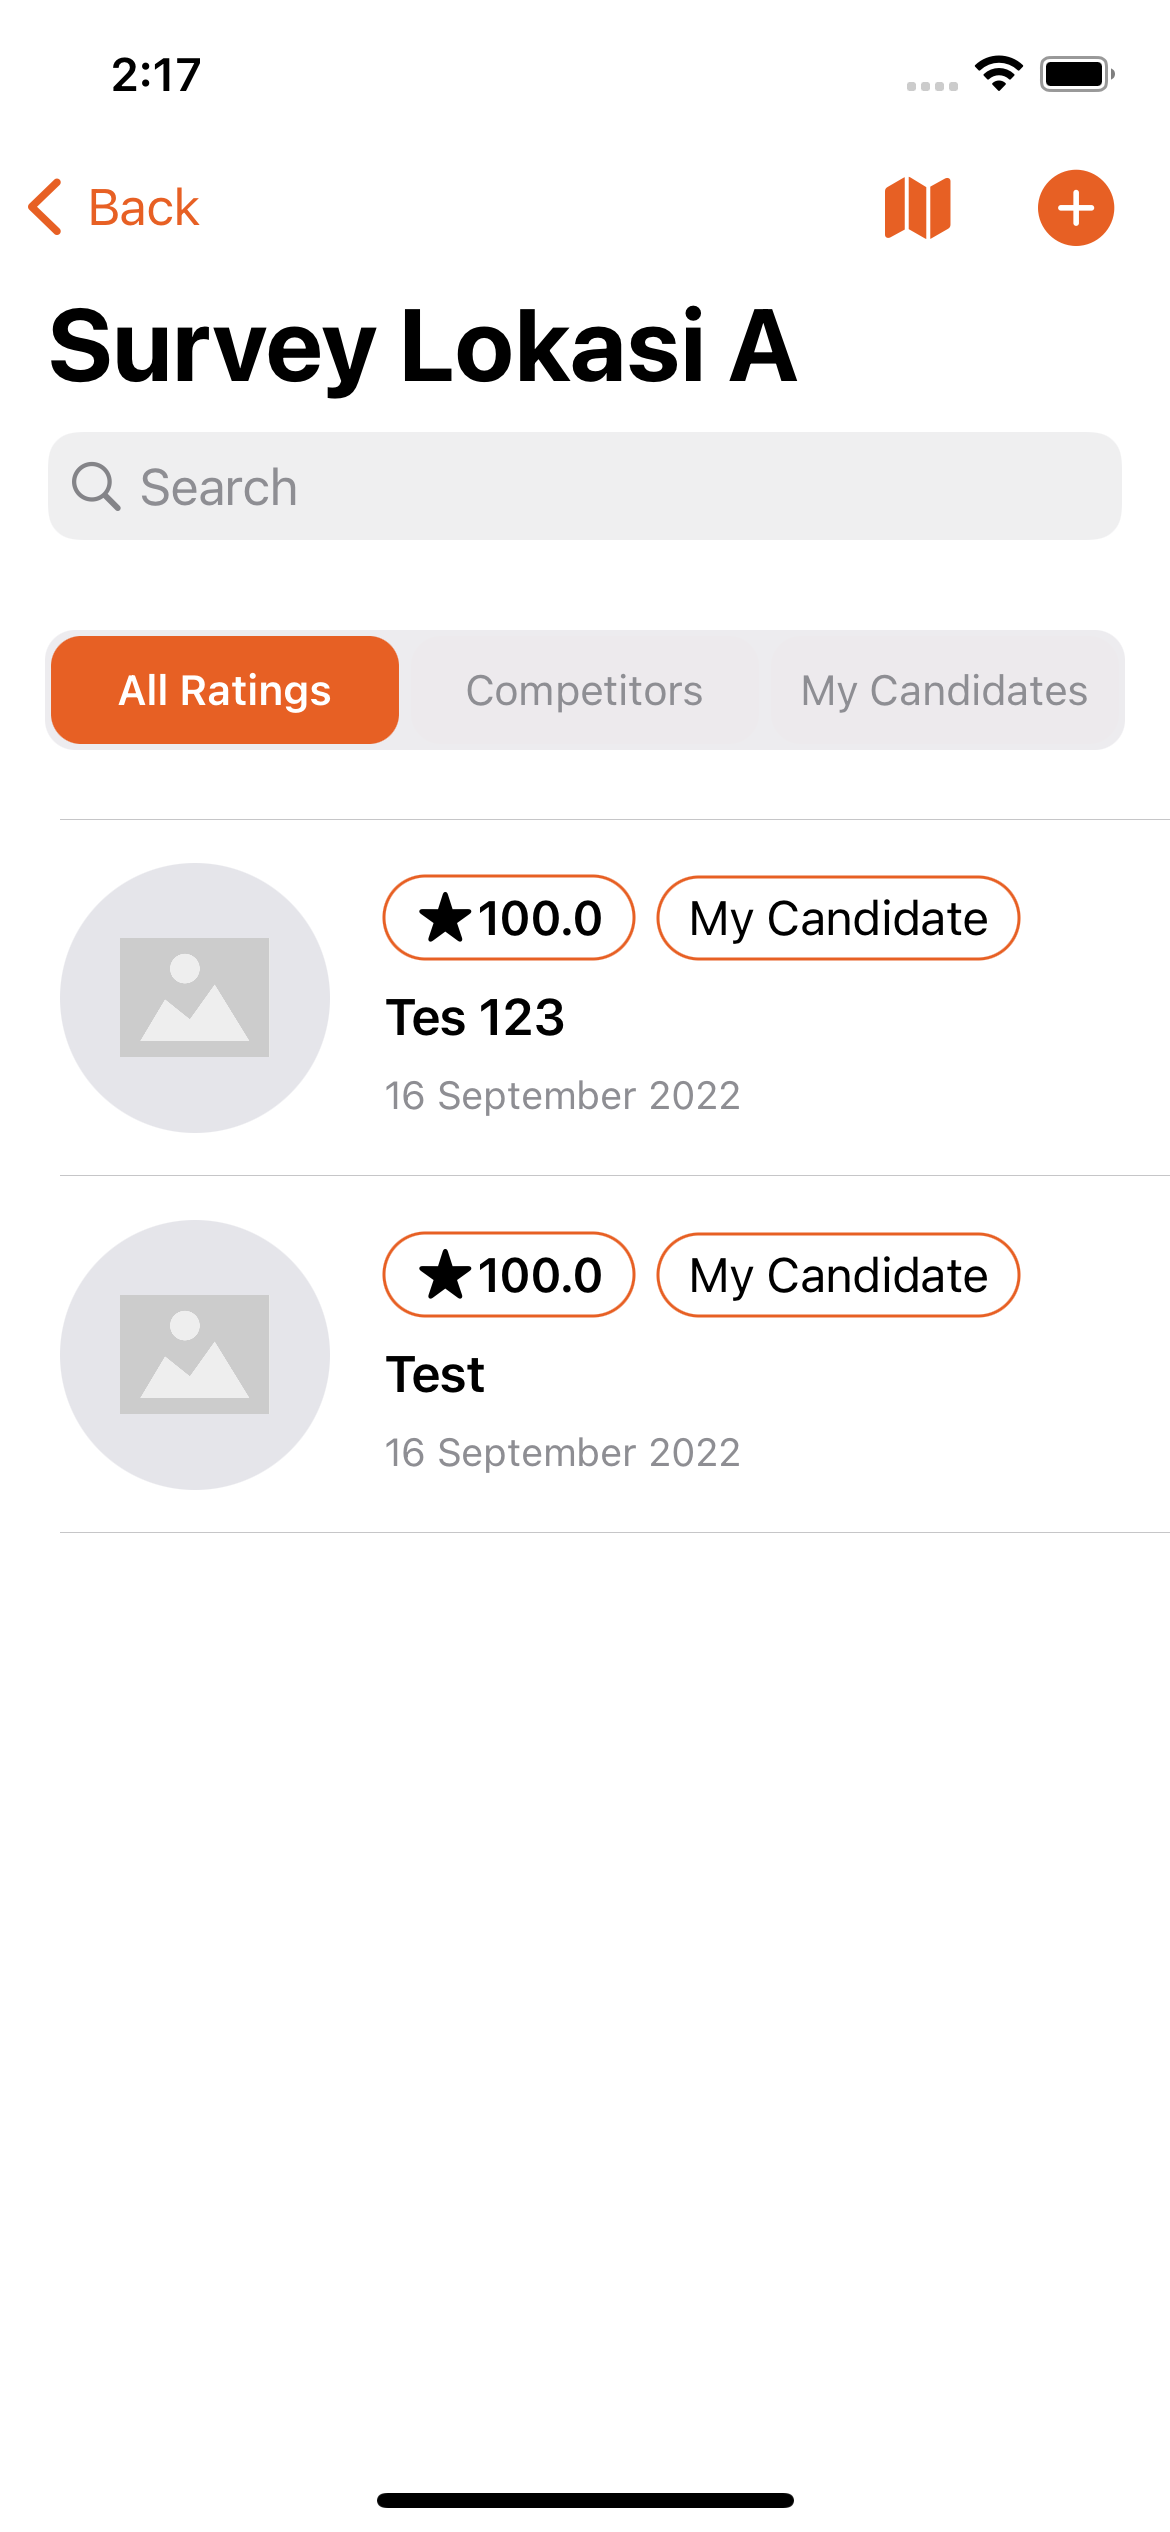 2:17
Back
Survey Lokasi A
Search
All Ratings
Competitors
My Candidates
100.0
My Candidate
Tes 123
16 September 2022
100.0
My Candidate
Test
16 September 2022